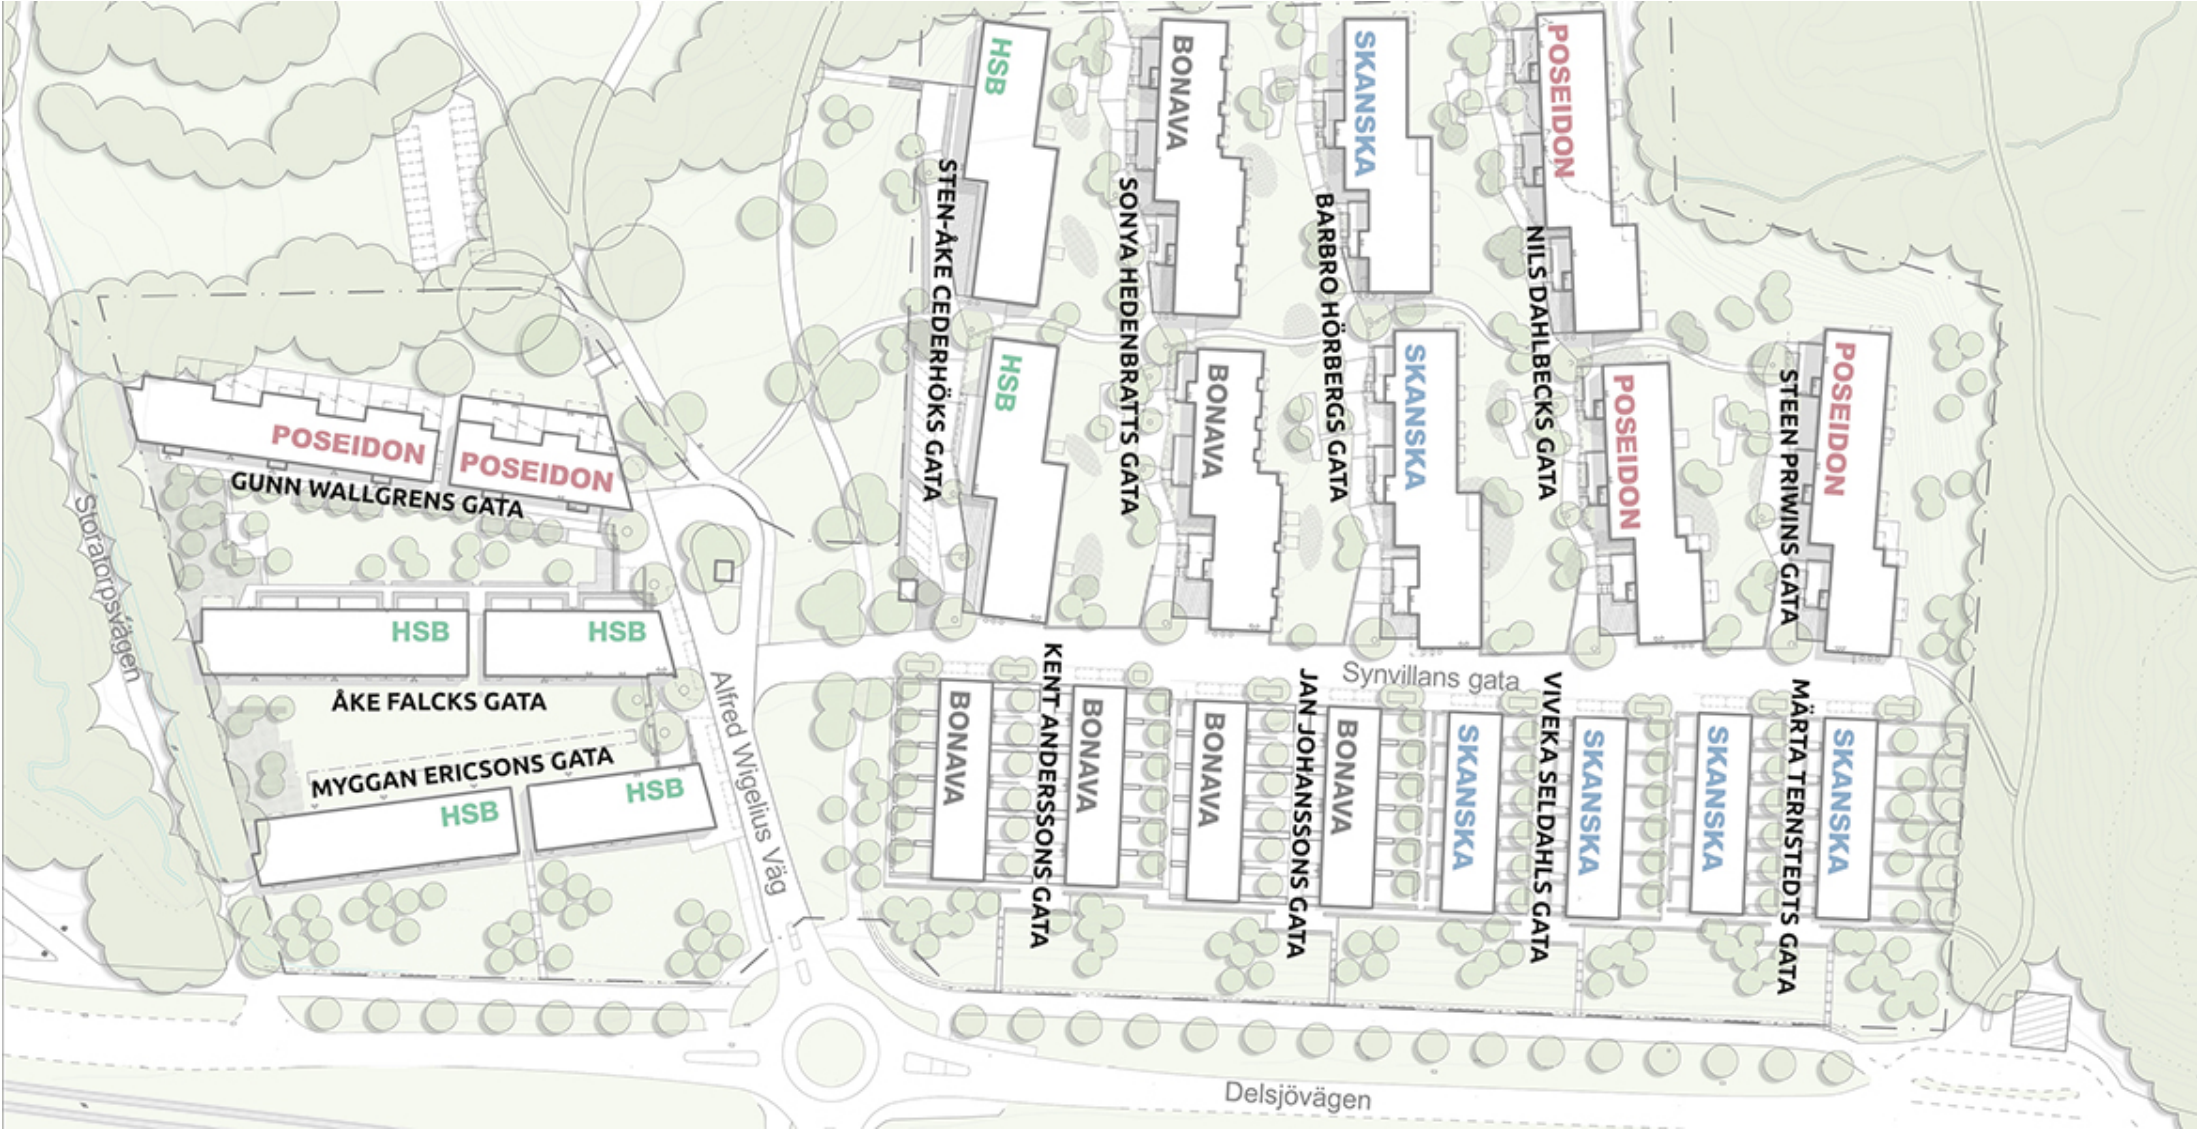 HSB
BONAVA
SKANSKA
POSEIDON
STEN-ÅKE CEDERHÖKS GATA
SONYA HEDENBRATTS GATA
BARBRO HÖRBERGS GATA
NILS DAHLBECKS GATA
HSB
BONAVA
SKANSKA
POSEIDON
STEEN PRIWINS GATA
POSEIDON
POSEIDON
POSEIDON
GUNN WALLGRENS GATA
Storatorpsvägen
HSB
HSB
ÅKE FALCKS GATA
MYGGAN ERICSONS GATA
HSB
HSB
Alfred Wigelius Väg
Synvillans gata
BONAVA
KENT ANDERSSONS GATA
BONAVA
BONAVA
JAN JOHANSSONS GATA
BONAVA
SKANSKA
VIVEKA SELDAHLS GATA
SKANSKA
SKANSKA
MÄRTA TERNSTEDTS GATA
SKANSKA
Delsjövägen